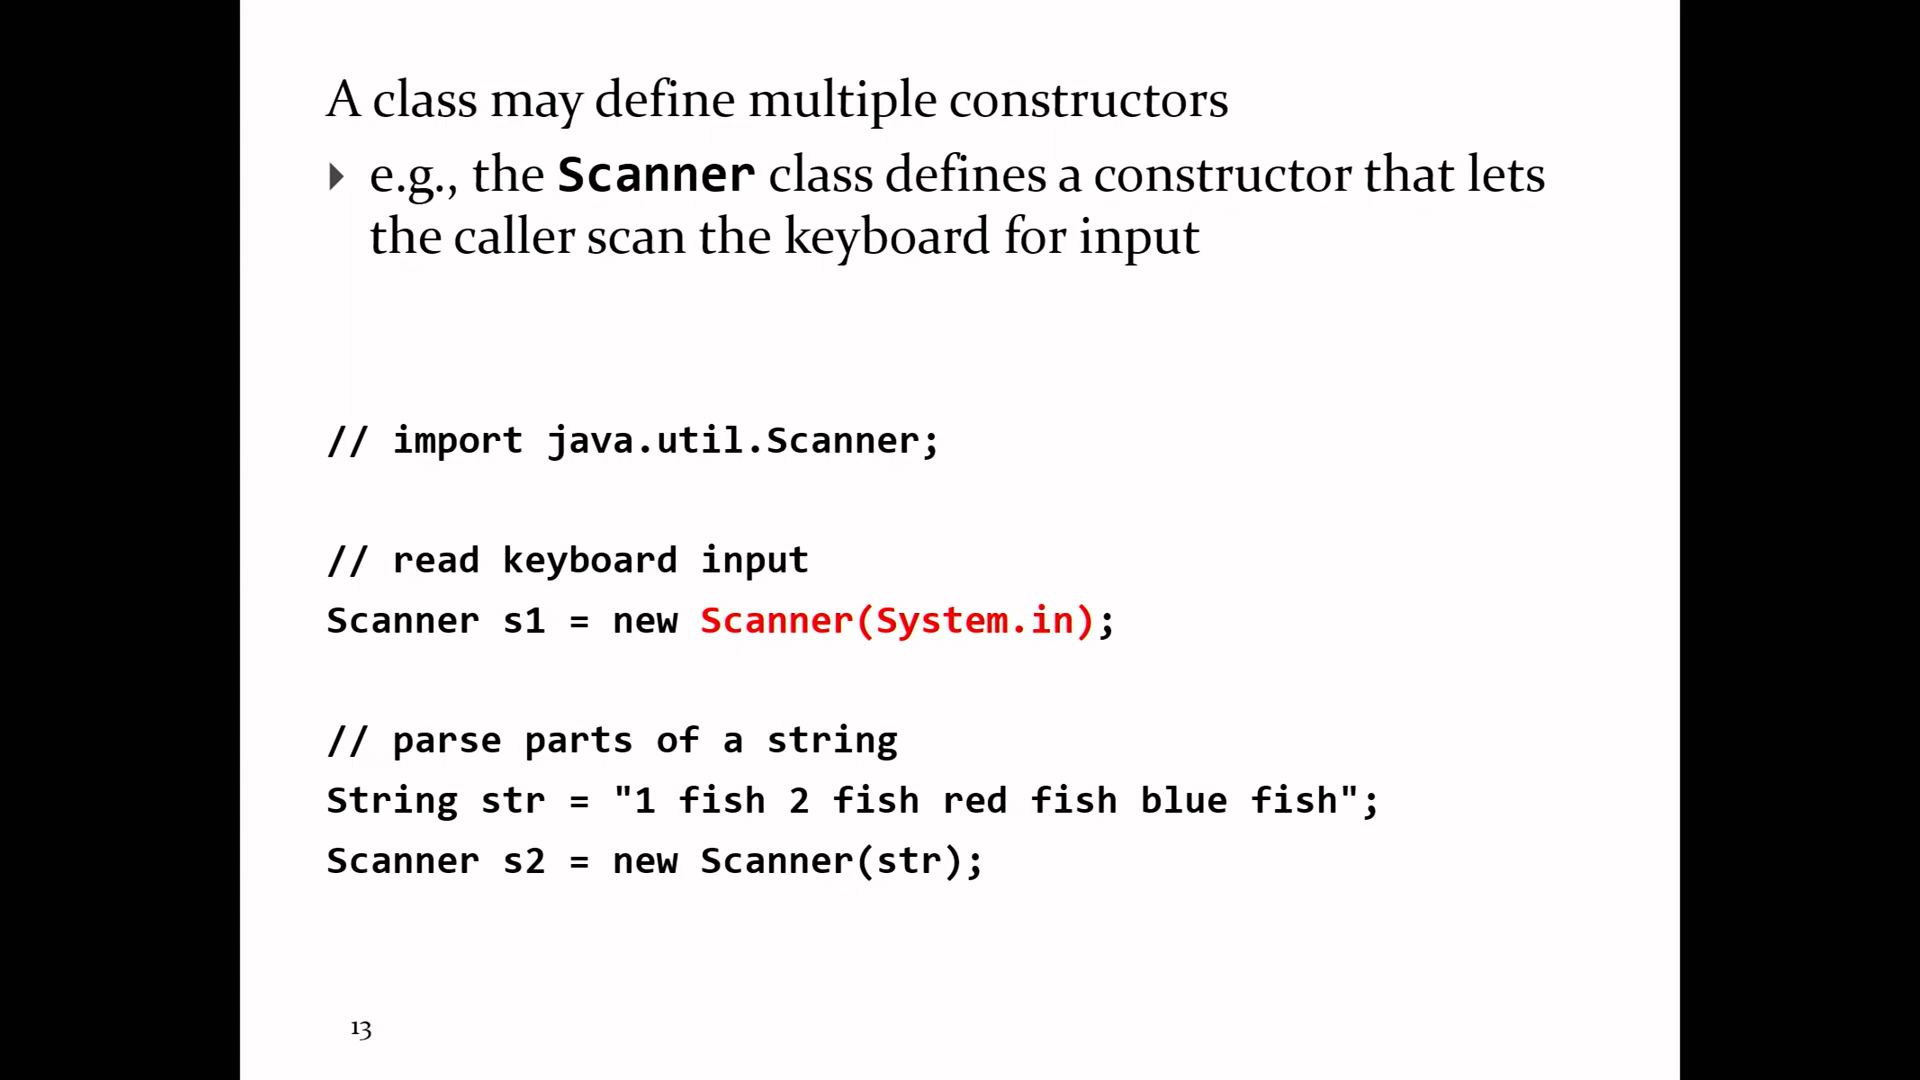 A class may define multiple constructors
e.g., the Scanner class defines a constructor that lets
the caller scan the keyboard for input
// import java.util.Scanner;
// read keyboard input
Scanner s1 = new Scanner(System.in);
// parse parts of a string
String str = "1 fish 2 fish red fish blue fish";
Scanner s2 = new Scanner(str);
13